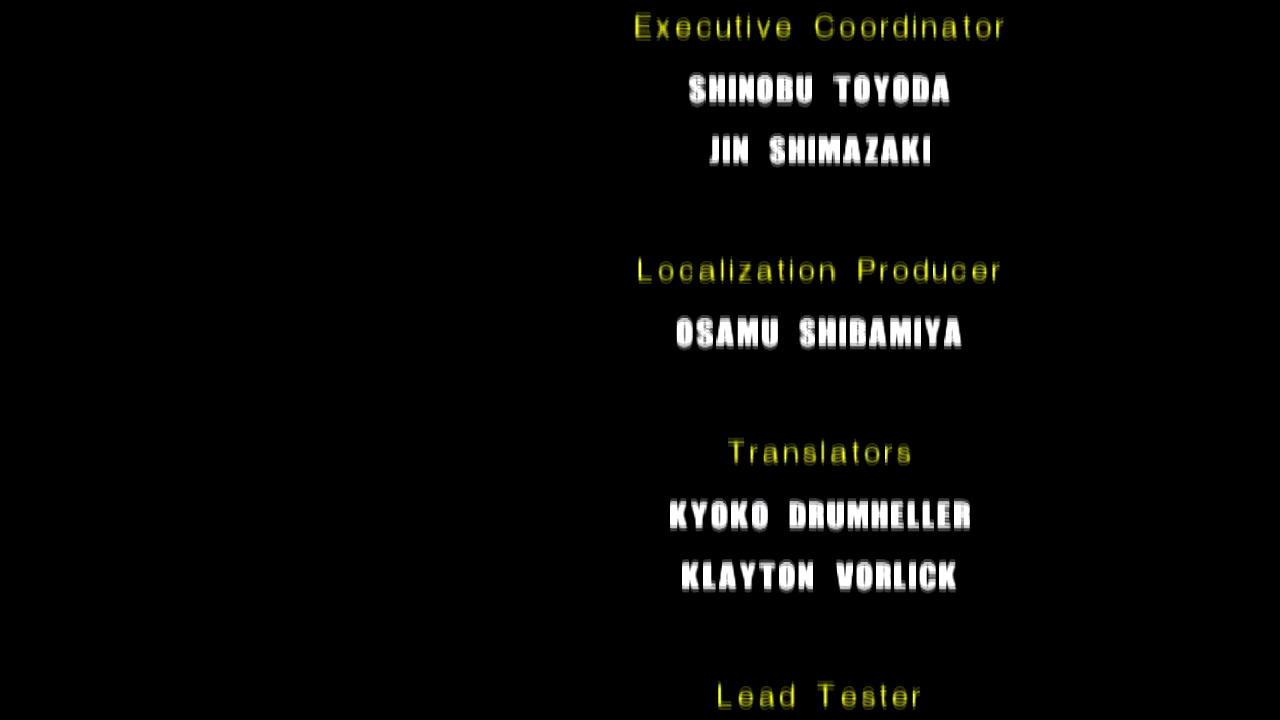 Executive Coordinator
SHINOBU TOYODA
JIN SHIMAZAKI
Localization Producer
OSAMU SHIBAMIYA
Translators
KYOKO DRUMHELLER
KLAYTON VORLICK
Lead Tester